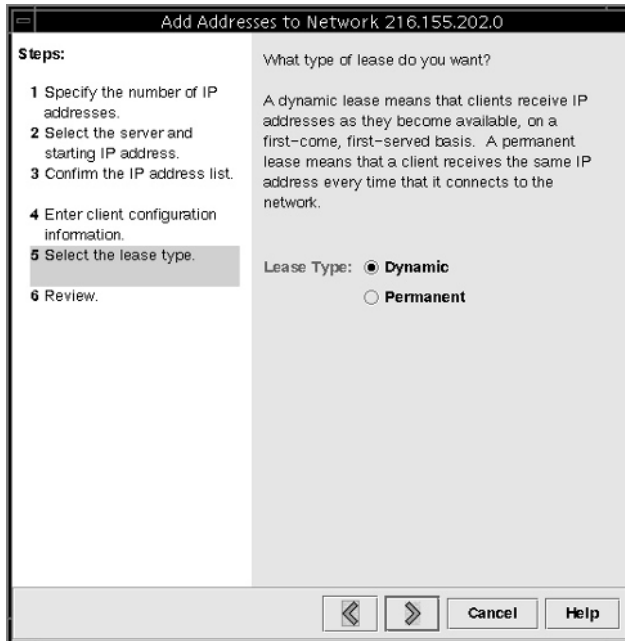 Add Addresses to Network 216.155.202.0
Steps:
1 Specify the number of IP
addresses.
2 Select the server and
starting IP address.
3 Confirm the IP address list.
4 Enter client configuration
information.
5 Select the lease type.
6 Review.
What type of lease do you want?
A dynamic lease means that clients receive IP
addresses as they become available, on a
first-come, first-served basis.  A permanent
lease means that a client receives the same IP
address every time that it connects to the
network.
Lease Type: Dynamic
Permanent
Cancel Help